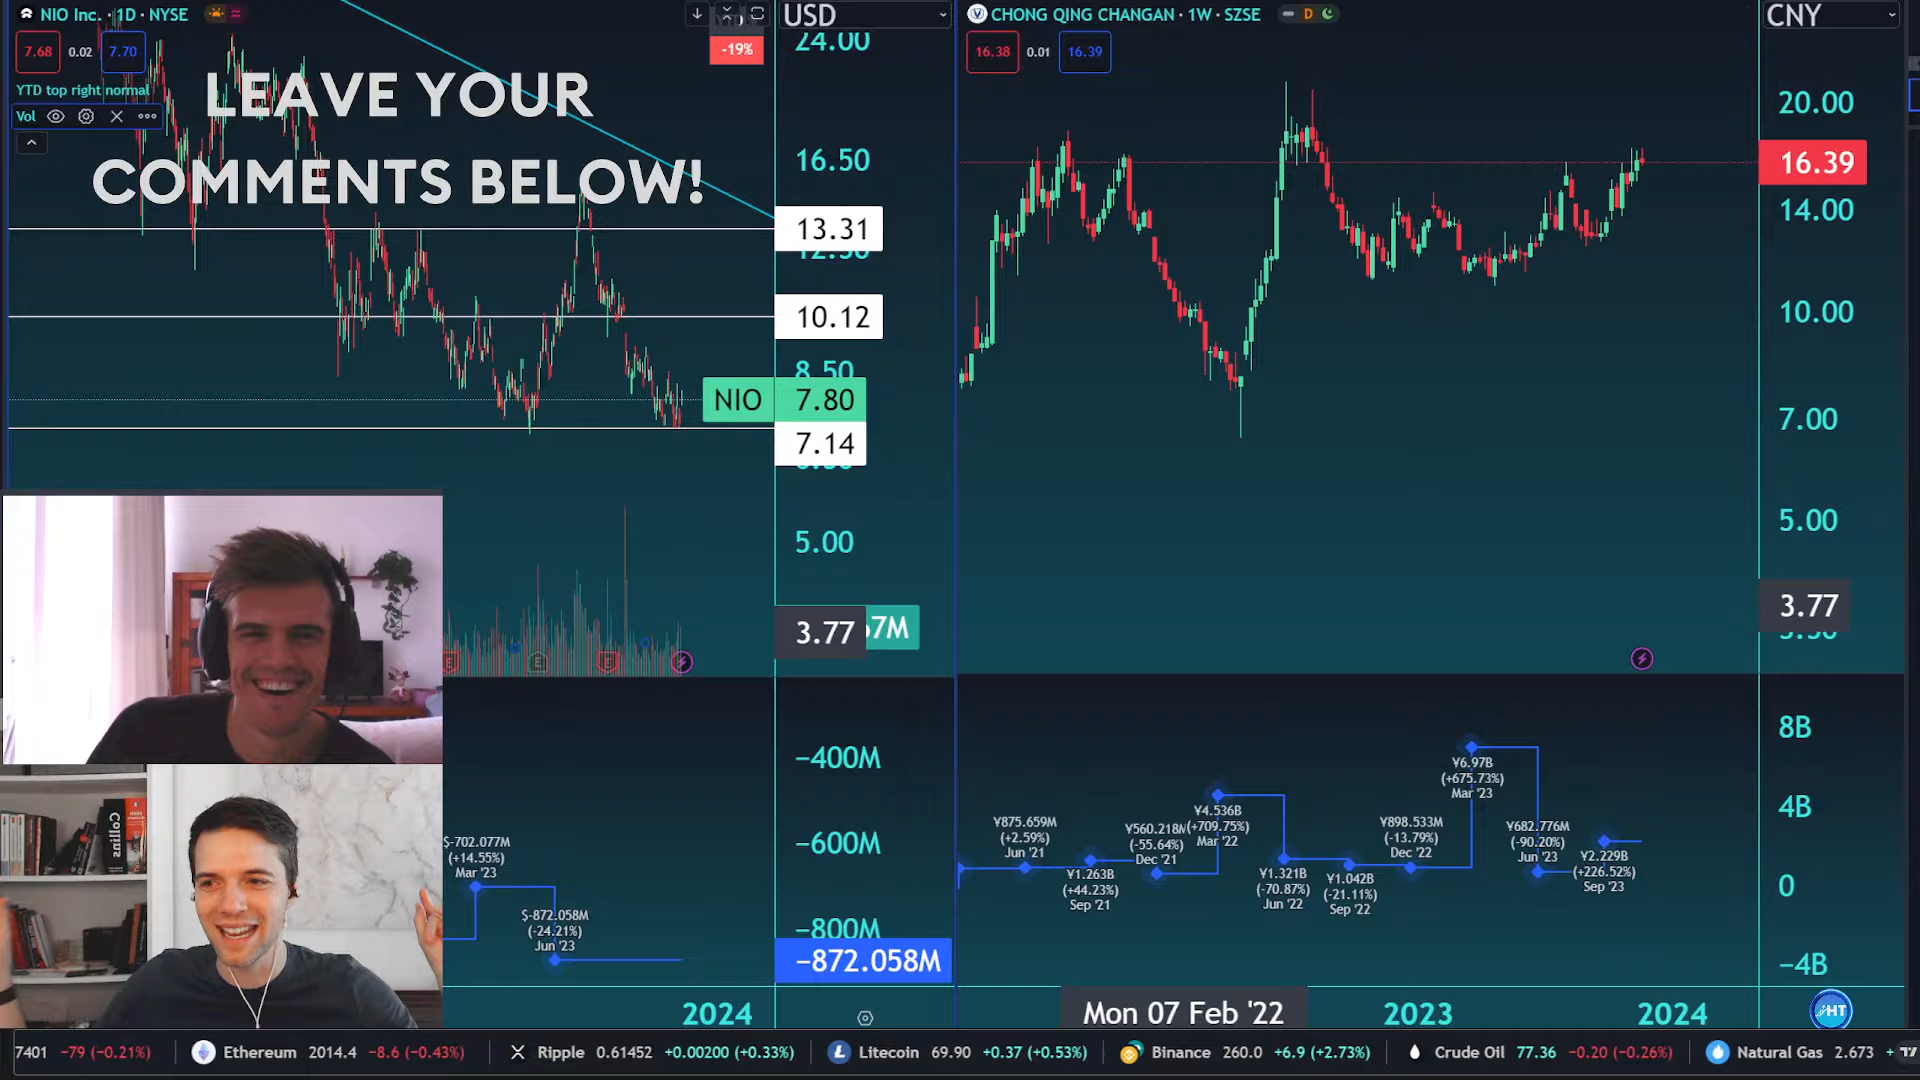 NIO Inc. · 1D · NYSE
7.68 0.02 7.70
YTD top right normal
Vol
-19%
USD
LEAVE YOUR
COMMENTS BELOW!
24.00
16.50
13.31
10.12
8.50
NIO 7.80
7.14
5.00
3.77
E E E
−400M
−600M
−800M
−872.058M
$-702.077M
(+14.55%)
Mar '23
$-872.058M
(-24.21%)
Jun '23
2024
Collins
CHONG QING CHANGAN · 1W · SZSE
D
16.38 0.01 16.39
CNY
20.00
16.39
14.00
10.00
7.00
5.00
3.77
8B
4B
0
−4B
¥875.659M
(+2.59%)
Jun '21
¥1.263B
(+44.23%)
Sep '21
¥560.218M
(-55.64%)
Dec '21
¥4.536B
(+709.75%)
Mar '22
¥1.321B
(-70.87%)
Jun '22
¥1.042B
(-21.11%)
Sep '22
¥898.533M
(-13.79%)
Dec '22
¥6.97B
(+675.73%)
Mar '23
¥682.776M
(-90.20%)
Jun '23
¥2.229B
(+226.52%)
Sep '23
Mon 07 Feb '22 2023 2024
HT
7401 −79 (−0.21%) Ethereum 2014.4 −8.6 (−0.43%) Ripple 0.61452 +0.00200 (+0.33%) Litecoin 69.90 +0.37 (+0.53%) Binance 260.0 +6.9 (+2.73%) Crude Oil 77.36 −0.20 (−0.26%) Natural Gas 2.673 +